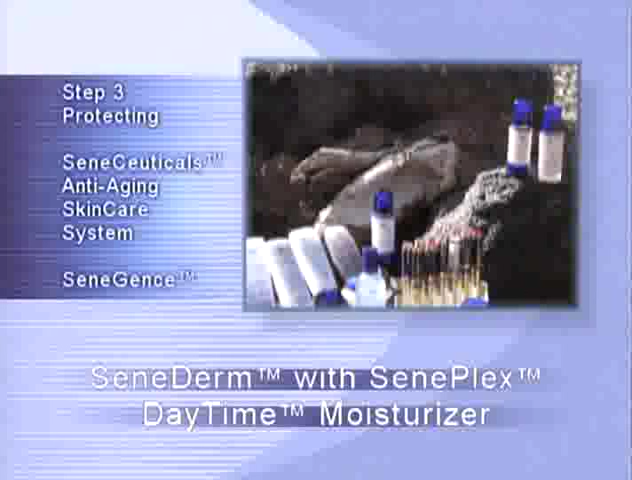 Step 3
Protecting
SeneCeuticals™
Anti-Aging
SkinCare
System
SeneGence™
SeneDerm™ with SenePlex™
DayTime™ Moisturizer